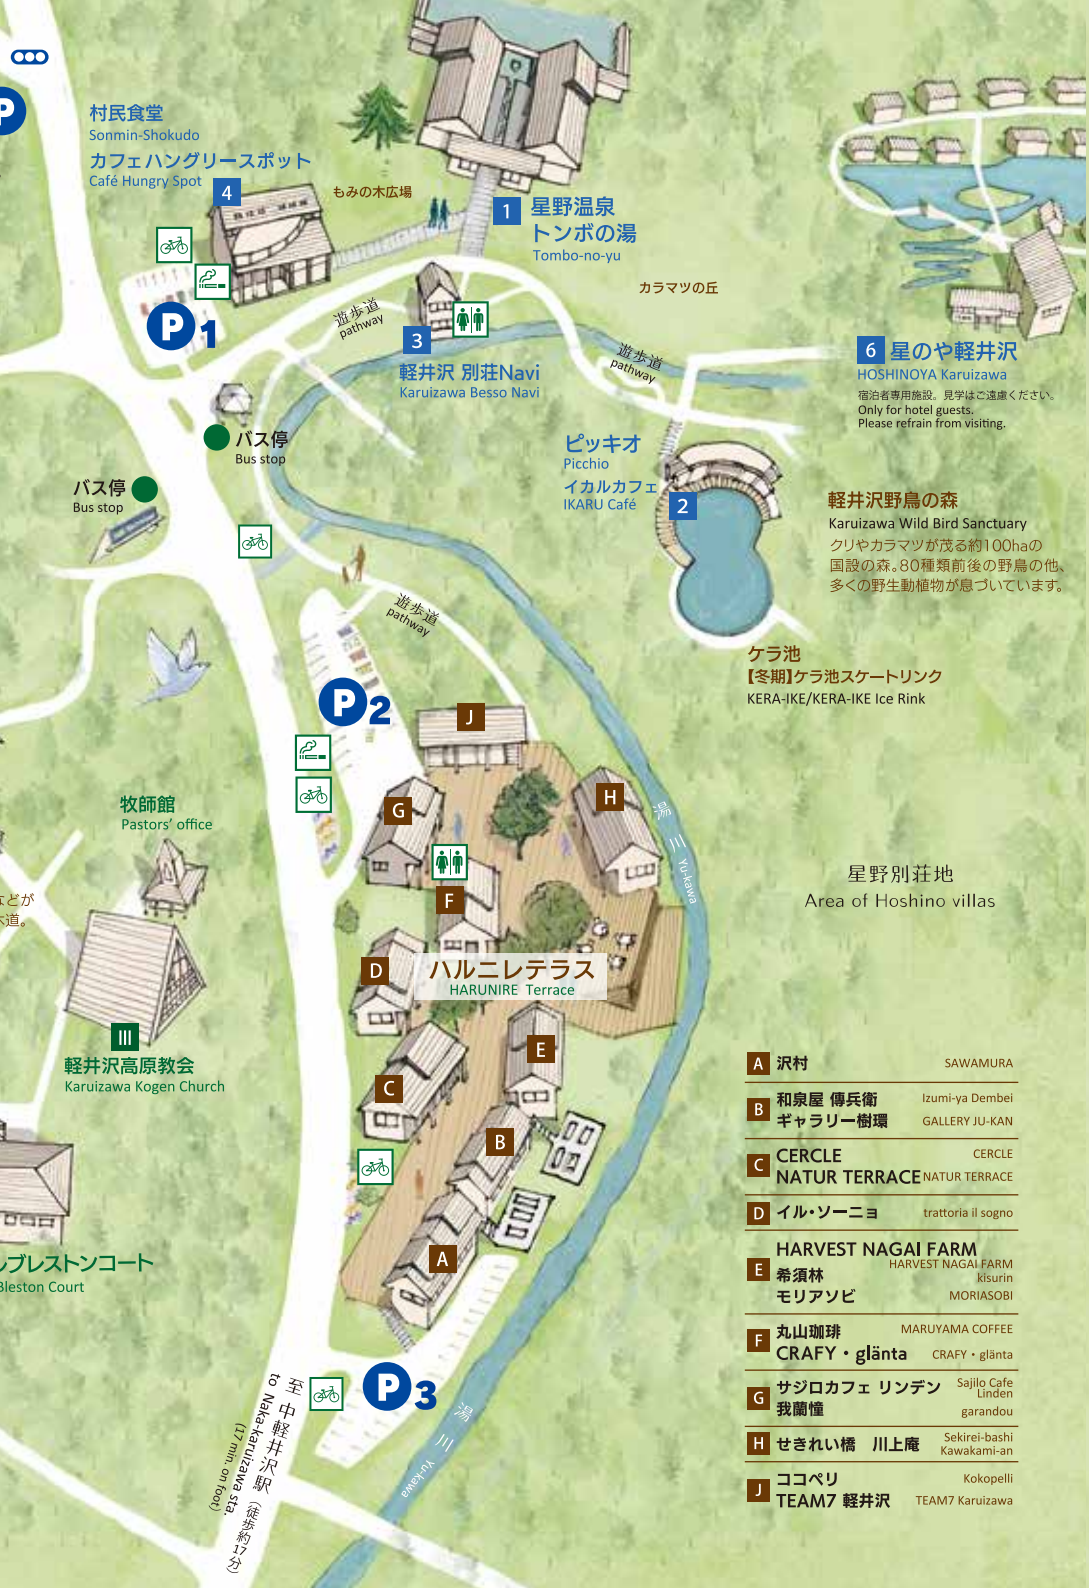 P
村民食堂
Sonmin-Shokudo
カフェハングリースポット
Café Hungry Spot
4
もみの木広場
1
星野温泉
トンボの湯
Tombo-no-yu
カラマツの丘
P1
遊歩道
pathway
3
軽井沢 別荘Navi
Karuizawa Besso Navi
遊歩道
pathway
6
星のや軽井沢
HOSHINOYA Karuizawa
宿泊者専用施設。見学はご遠慮ください。
Only for hotel guests.
Please refrain from visiting.
バス停
Bus stop
バス停
Bus stop
ピッキオ
Picchio
イカルカフェ
IKARU Café
2
軽井沢野鳥の森
Karuizawa Wild Bird Sanctuary
クリやカラマツが茂る約100haの
国設の森。80種類前後の野鳥の他、
多くの野生動植物が息づいています。
遊歩道
pathway
ケラ池
【冬期】ケラ池スケートリンク
KERA-IKE/KERA-IKE Ice Rink
P2
J
G
H
F
D
E
C
B
A
湯川
Yu-kawa
牧師館
Pastors' office
などが
木道。
星野別荘地
Area of Hoshino villas
ハルニレテラス
HARUNIRE Terrace
III
軽井沢高原教会
Karuizawa Kogen Church
ルブレストンコート
Bleston Court
P3
至 中軽井沢駅（徒歩約17分）
to Naka-karuizawa sta.
(17 min. on foot)
湯川
Yu-kawa
A 沢村 SAWAMURA
B 和泉屋 傳兵衛 Izumi-ya Dembei
ギャラリー樹環 GALLERY JU-KAN
C CERCLE CERCLE
NATUR TERRACE NATUR TERRACE
D イル・ソーニョ trattoria il sogno
E HARVEST NAGAI FARM HARVEST NAGAI FARM
希須林 kisurin
モリアソビ MORIASOBI
F 丸山珈琲 MARUYAMA COFFEE
CRAFY・glänta CRAFY・glänta
G サジロカフェ リンデン Sajilo Cafe Linden
我蘭憧 garandou
H せきれい橋 川上庵 Sekirei-bashi Kawakami-an
J ココペリ Kokopelli
TEAM7 軽井沢 TEAM7 Karuizawa